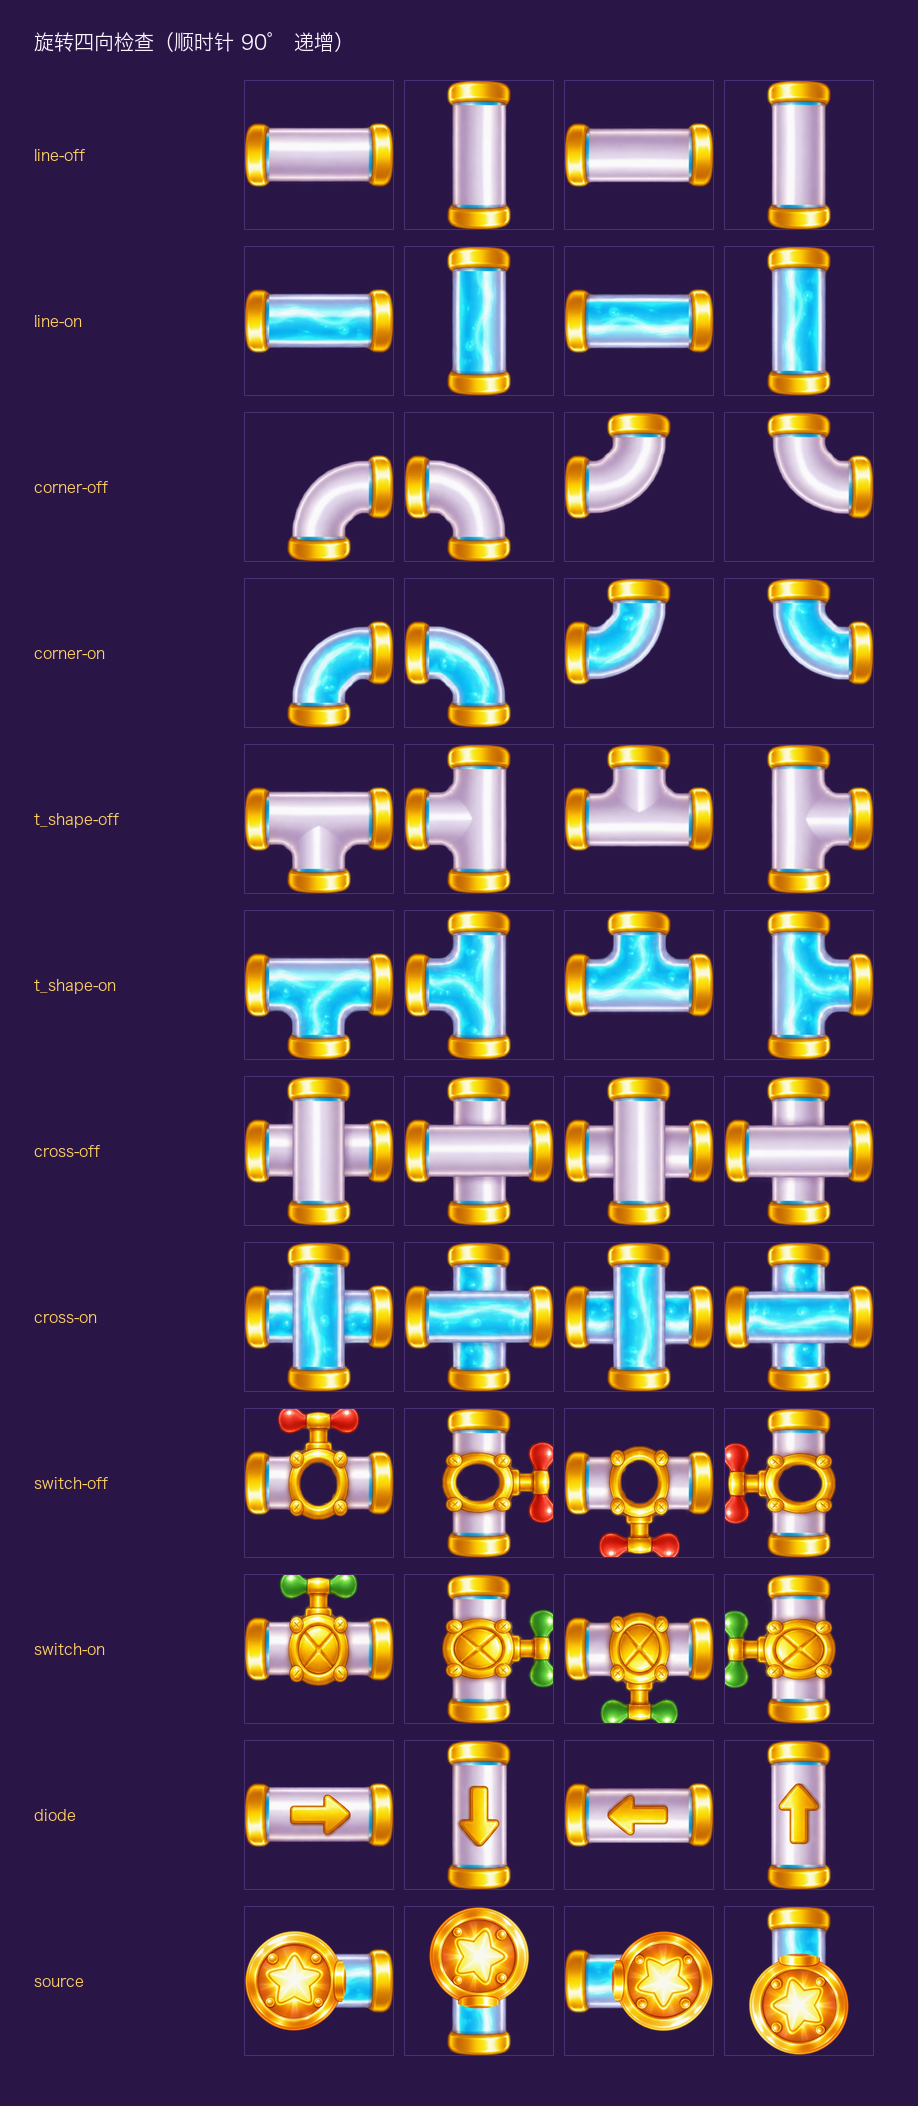 旋转四向检查（顺时针 90° 递增）
line-off
line-on
corner-off
corner-on
t_shape-off
t_shape-on
cross-off
cross-on
switch-off
switch-on
diode
source